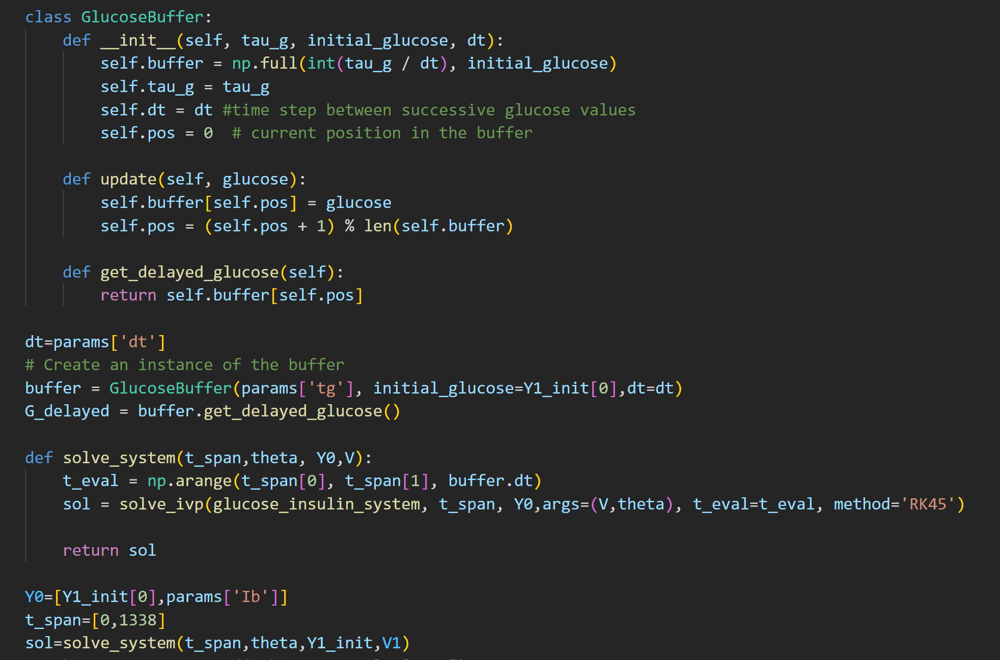 class GlucoseBuffer:
    def __init__(self, tau_g, initial_glucose, dt):
        self.buffer = np.full(int(tau_g / dt), initial_glucose)
        self.tau_g = tau_g
        self.dt = dt #time step between successive glucose values
        self.pos = 0  # current position in the buffer
    def update(self, glucose):
        self.buffer[self.pos] = glucose
        self.pos = (self.pos + 1) % len(self.buffer)
    def get_delayed_glucose(self):
        return self.buffer[self.pos]
dt=params['dt']
# Create an instance of the buffer
buffer = GlucoseBuffer(params['tg'], initial_glucose=Y1_init[0],dt=dt)
G_delayed = buffer.get_delayed_glucose()
def solve_system(t_span,theta, Y0,V):
    t_eval = np.arange(t_span[0], t_span[1], buffer.dt)
    sol = solve_ivp(glucose_insulin_system, t_span, Y0,args=(V,theta), t_eval=t_eval, method='RK45')
    return sol
Y0=[Y1_init[0],params['Ib']]
t_span=[0,1338]
sol=solve_system(t_span,theta,Y1_init,V1)